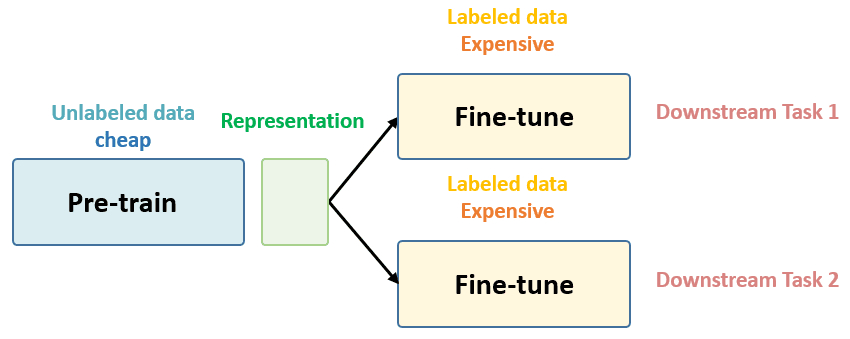 Unlabeled data
cheap
Pre-train
Representation
Labeled data
Expensive
Fine-tune
Downstream Task 1
Labeled data
Expensive
Fine-tune
Downstream Task 2